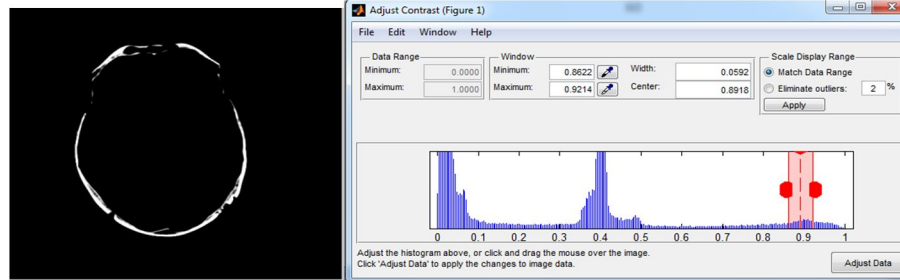 Adjust Contrast (Figure 1)
File Edit Window Help
Data Range
Minimum: 0.0000
Maximum: 1.0000
Window
Minimum: 0.8622 Width: 0.0592
Maximum: 0.9214 Center: 0.8918
Scale Display Range
Match Data Range
Eliminate outliers: 2 %
Apply
0 0.1 0.2 0.3 0.4 0.5 0.6 0.7 0.8 0.9 1
Adjust the histogram above, or click and drag the mouse over the image.
Click 'Adjust Data' to apply the changes to image data.
Adjust Data